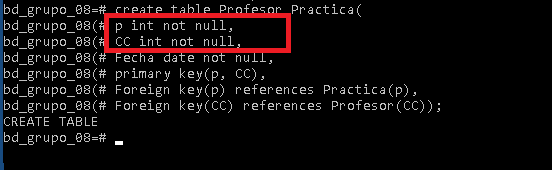 bd_grupo_08=# create table Profesor_Practica(
bd_grupo_08(# p int not null,
bd_grupo_08(# CC int not null,
bd_grupo_08(# Fecha date not null,
bd_grupo_08(# primary key(p, CC),
bd_grupo_08(# Foreign key(p) references Practica(p),
bd_grupo_08(# Foreign key(CC) references Profesor(CC));
CREATE TABLE
bd_grupo_08=#